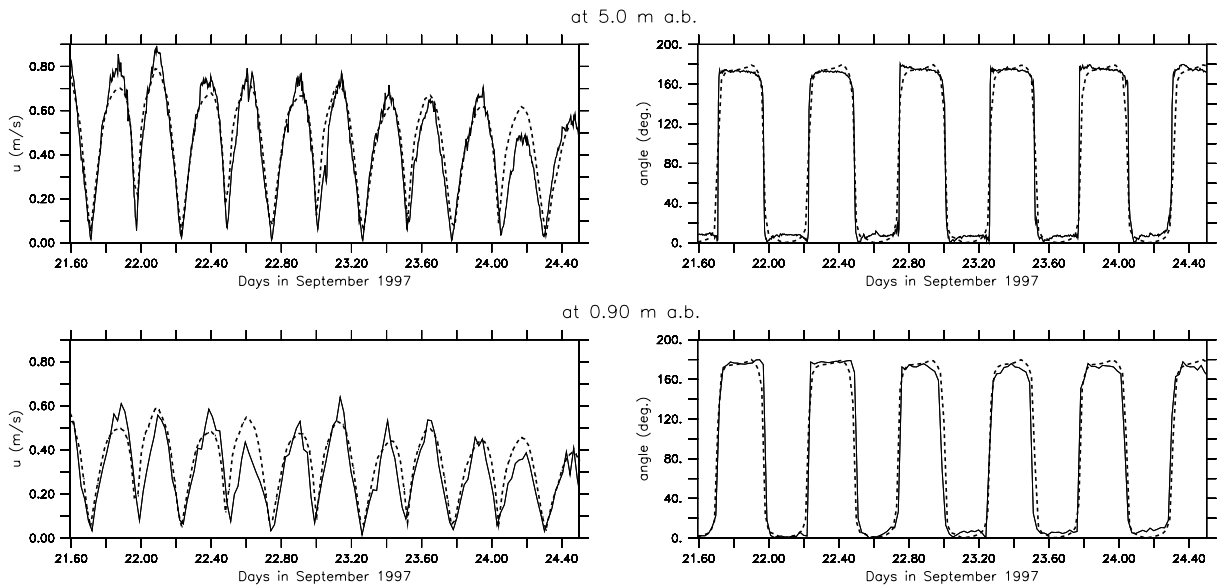 at 5.0 m a.b.
u (m/s)
0.80
0.60
0.40
0.20
0.00
21.60 22.00 22.40 22.80 23.20 23.60 24.00 24.40
Days in September 1997
angle (deg.)
200.
160.
120.
80.
40.
0.
21.60 22.00 22.40 22.80 23.20 23.60 24.00 24.40
Days in September 1997
at 0.90 m a.b.
u (m/s)
0.80
0.60
0.40
0.20
0.00
21.60 22.00 22.40 22.80 23.20 23.60 24.00 24.40
Days in September 1997
angle (deg.)
200.
160.
120.
80.
40.
0.
21.60 22.00 22.40 22.80 23.20 23.60 24.00 24.40
Days in September 1997